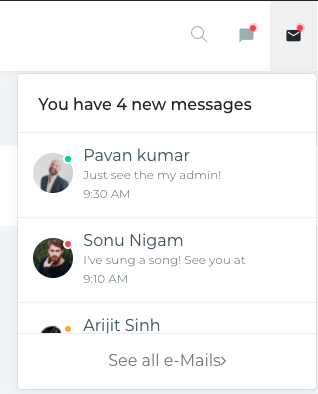 You have 4 new messages
Pavan kumar
Just see the my admin!
9:30 AM
Sonu Nigam
I've sung a song! See you at
9:10 AM
Arijit Sinh
See all e-Mails